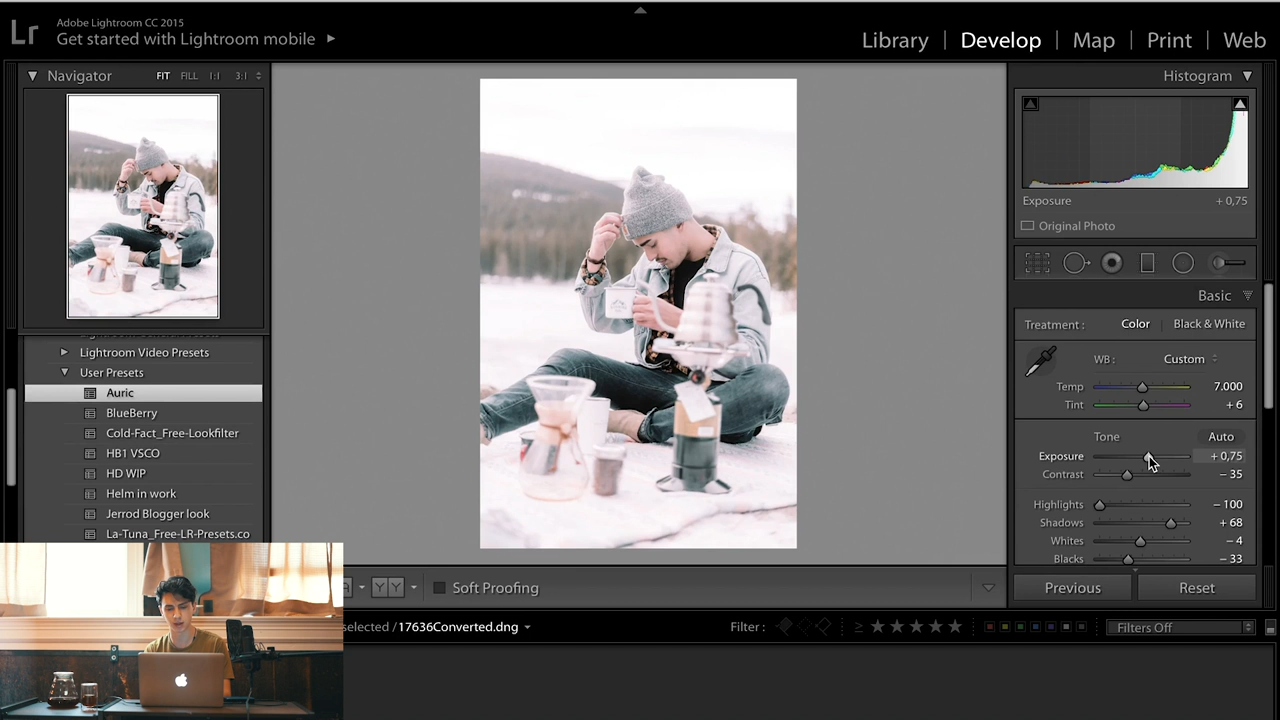 Lr
Adobe Lightroom CC 2015
Get started with Lightroom mobile
Library | Develop | Map | Print | Web
Navigator FIT FILL 1:1 3:1
Histogram
Exposure + 0,75
Original Photo
Basic
Treatment : Color | Black & White
WB : Custom
Temp 7.000
Tint + 6
Tone Auto
Exposure + 0,75
Contrast − 35
Highlights − 100
Shadows + 68
Whites − 4
Blacks − 33
Previous Reset
Lightroom Video Presets
User Presets
Auric
BlueBerry
Cold-Fact_Free-Lookfilter
HB1 VSCO
HD WIP
Helm in work
Jerrod Blogger look
La-Tuna_Free-LR-Presets.co
Y Y Soft Proofing
selected / 17636Converted.dng
Filter : ≥ ★ ★ ★ ★ ★ Filters Off